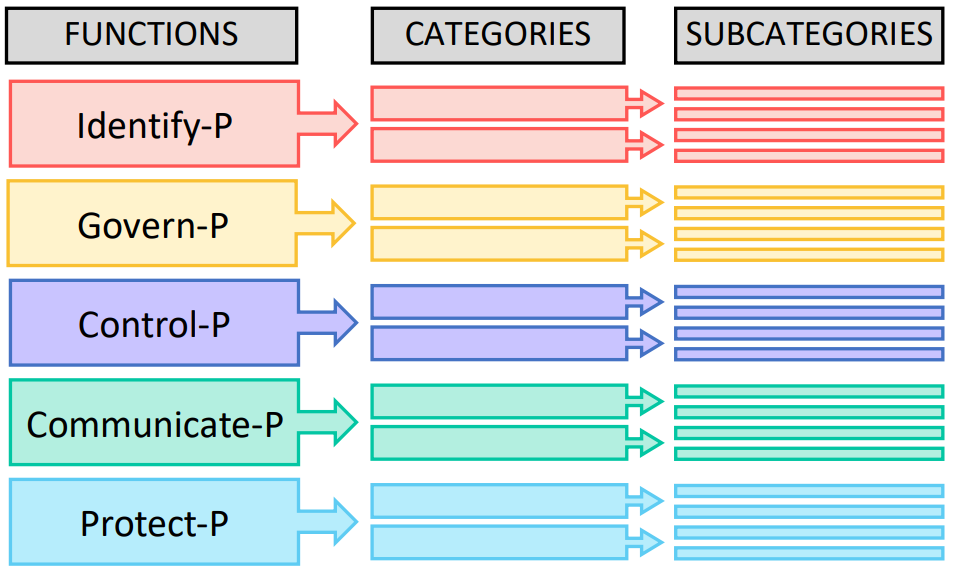 FUNCTIONS
CATEGORIES
SUBCATEGORIES
Identify-P
Govern-P
Control-P
Communicate-P
Protect-P